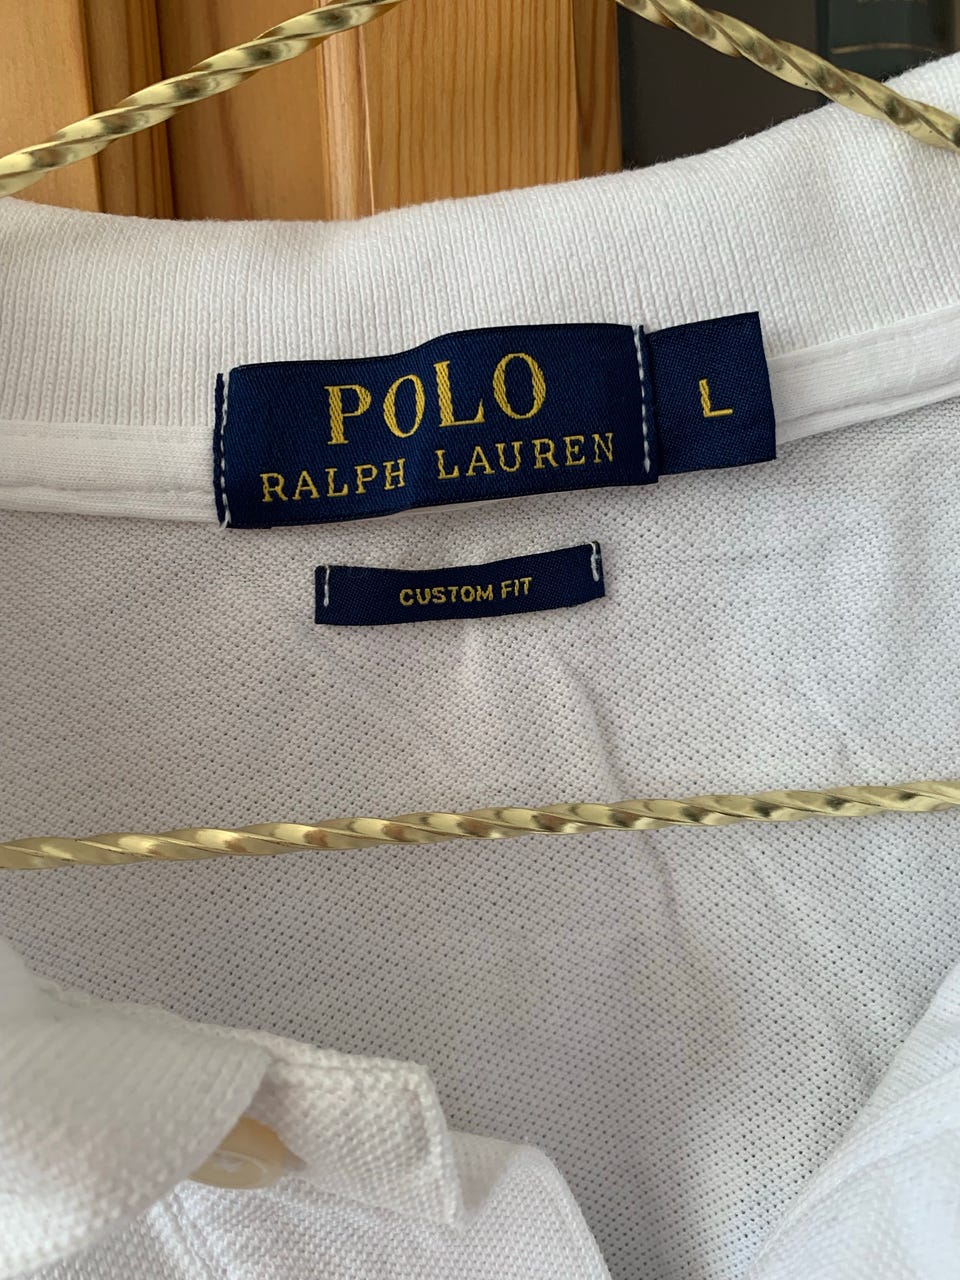 POLO
RALPH LAUREN
L
CUSTOM FIT